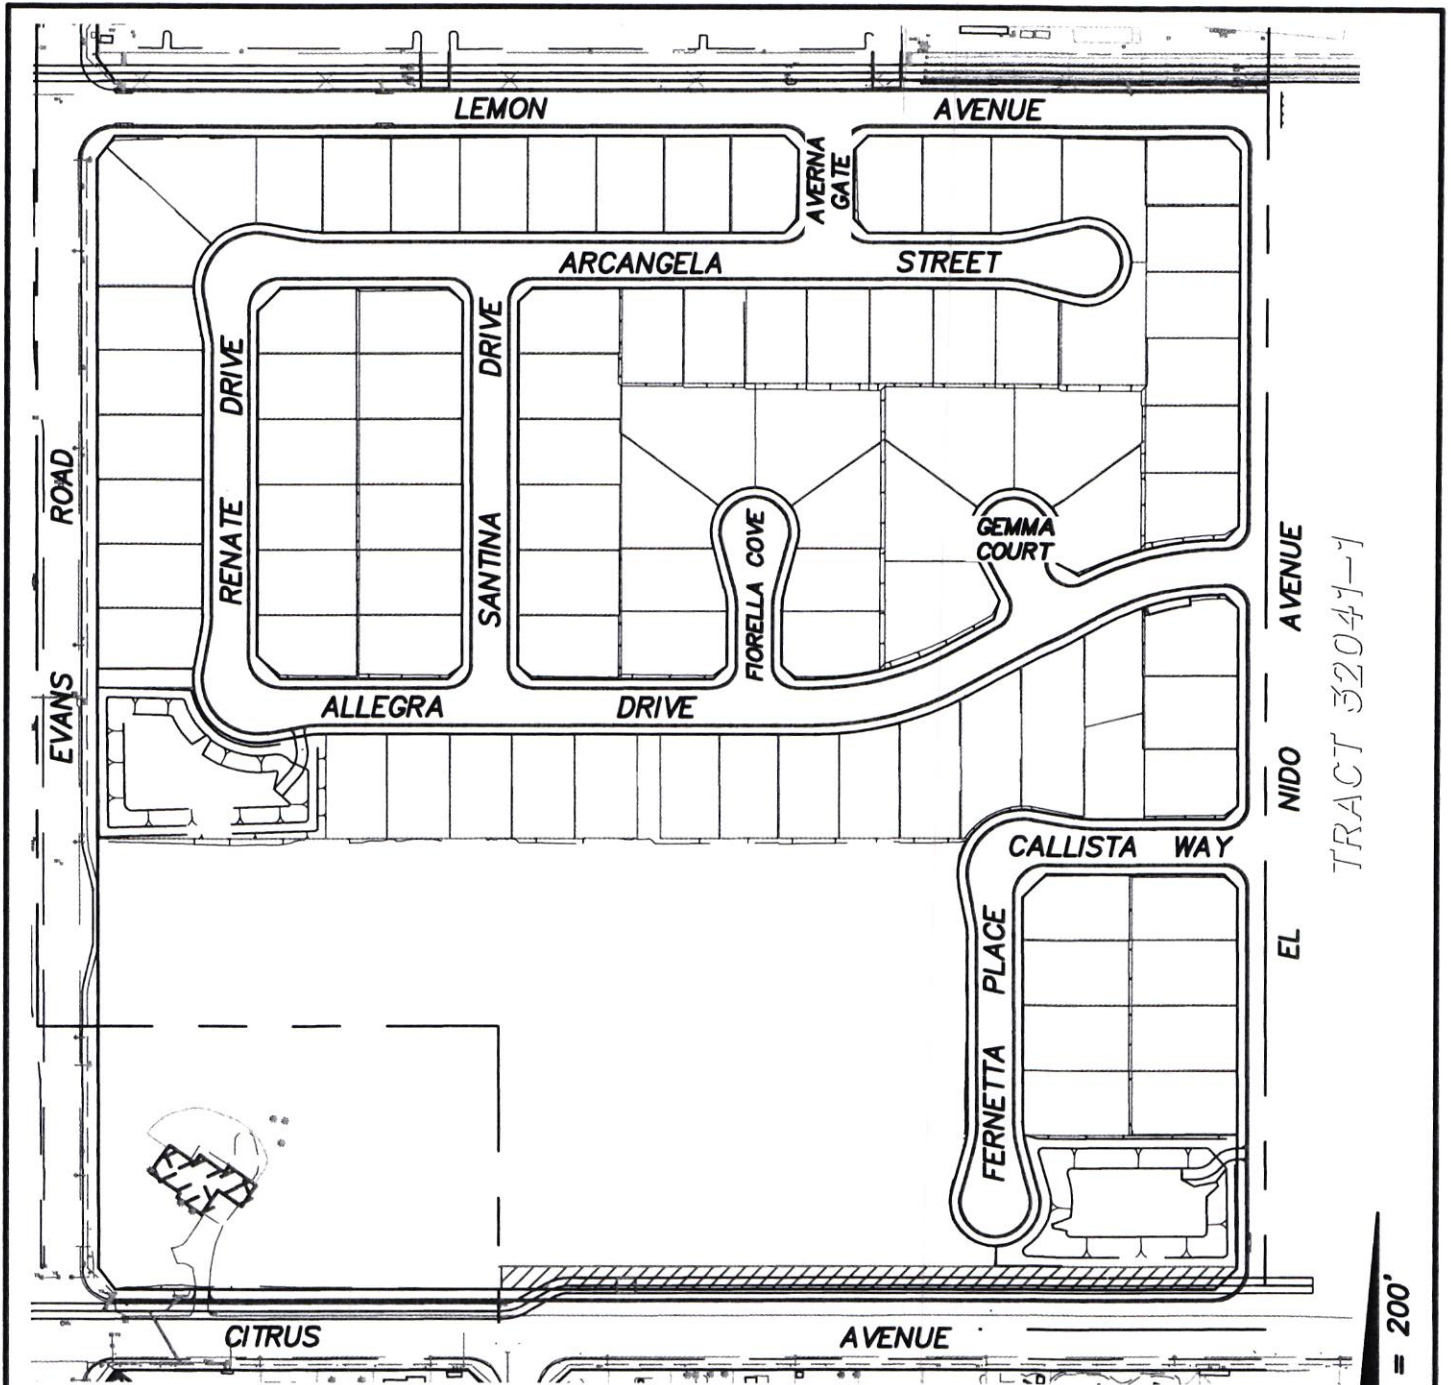 LEMON AVENUE
AVERNA
GATE
ARCANGELA STREET
RENATE DRIVE
SANTINA DRIVE
EVANS ROAD
FIORELLA COVE
GEMMA
COURT
ALLEGRA DRIVE
EL NIDO AVENUE
TRACT 32041-1
CALLISTA WAY
FERNETTA PLACE
CITRUS AVENUE
= 200'